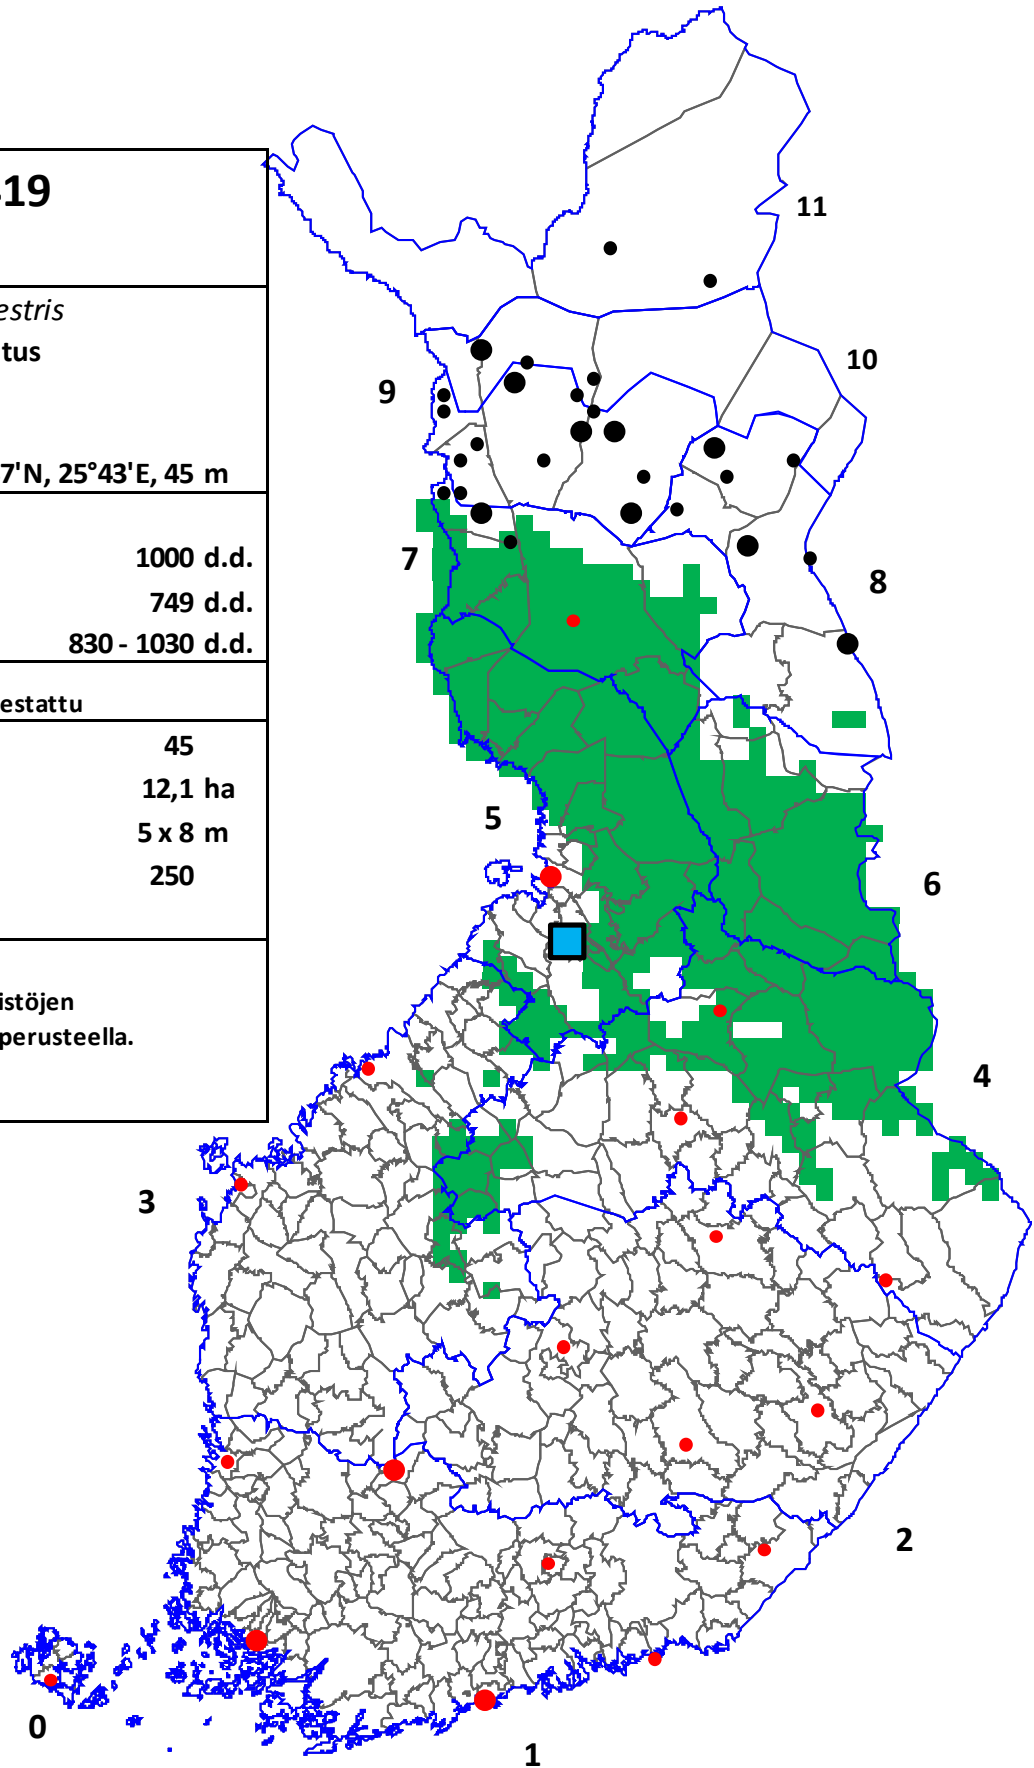 19
estris
tus
7'N, 25°43'E, 45 m
1000 d.d.
749 d.d.
830 - 1030 d.d.
estattu
45
12,1 ha
5 x 8 m
250
istöjen
perusteella.
11
10
9
8
7
6
5
4
3
2
1
0